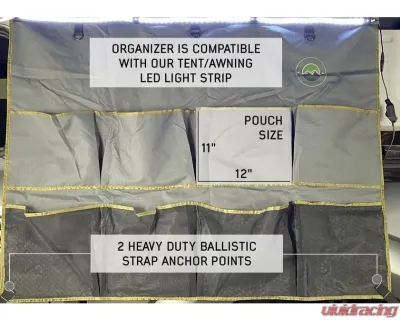 ORGANIZER IS COMPATIBLE
WITH OUR TENT/AWNING
LED LIGHT STRIP
POUCH
SIZE
11"
12"
2 HEAVY DUTY BALLISTIC
STRAP ANCHOR POINTS
vividracing